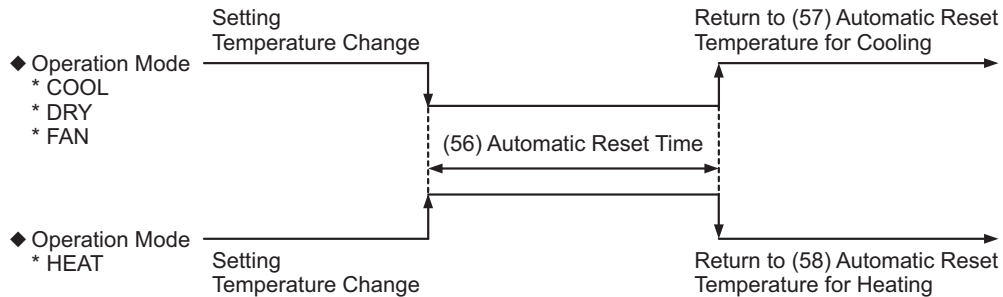 Setting
Temperature Change
Return to (57) Automatic Reset
Temperature for Cooling
◆ Operation Mode
* COOL
* DRY
* FAN
(56) Automatic Reset Time
◆ Operation Mode
* HEAT
Setting
Temperature Change
Return to (58) Automatic Reset
Temperature for Heating